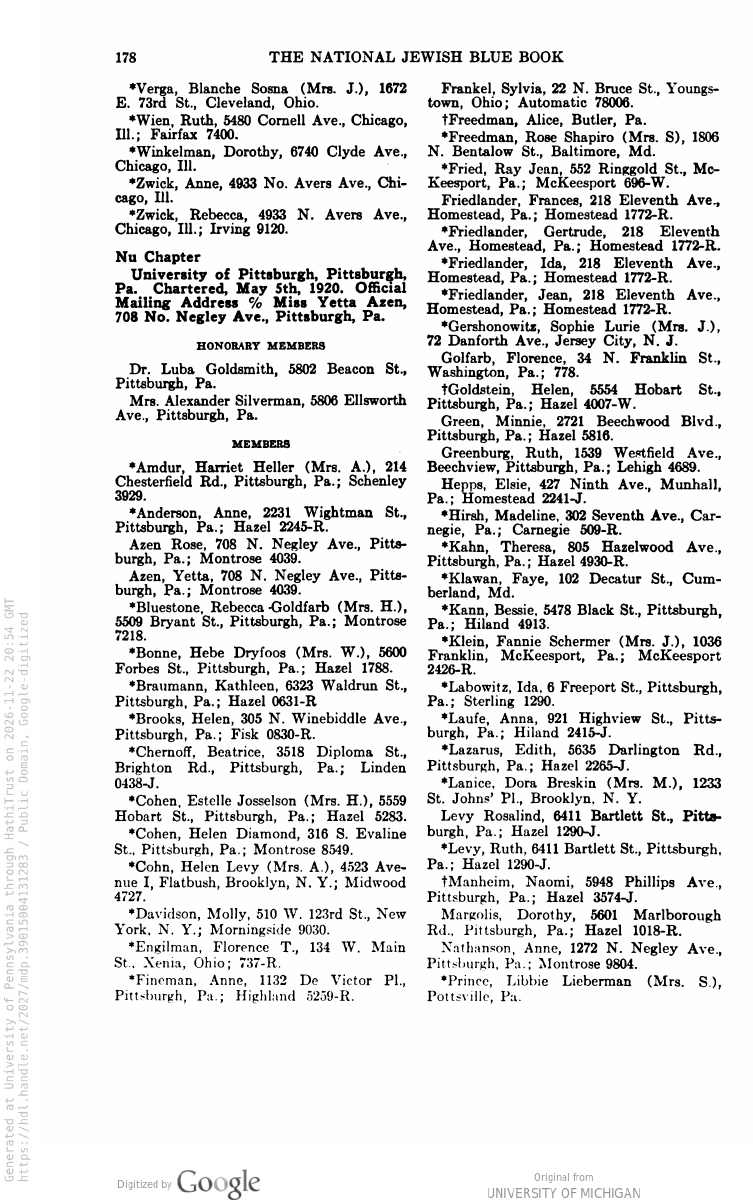 178
THE NATIONAL JEWISH BLUE BOOK
*Verga, Blanche Sosna (Mrs. J.), 1672
E. 73rd St., Cleveland, Ohio.
*Wien, Ruth, 5480 Cornell Ave., Chicago,
Ill.; Fairfax 7400.
*Winkelman, Dorothy, 6740 Clyde Ave.,
Chicago, Ill.
*Zwick, Anne, 4933 No. Avers Ave., Chi-
cago, Ill.
*Zwick, Rebecca, 4933 N. Avers Ave.,
Chicago, Ill.; Irving 9120.
Nu Chapter
University of Pittsburgh, Pittsburgh,
Pa. Chartered, May 5th, 1920. Official
Mailing Address % Miss Yetta Azen,
708 No. Negley Ave., Pittsburgh, Pa.
HONORARY MEMBERS
Dr. Luba Goldsmith, 5802 Beacon St.,
Pittsburgh, Pa.
Mrs. Alexander Silverman, 5806 Ellsworth
Ave., Pittsburgh, Pa.
MEMBERS
*Amdur, Harriet Heller (Mrs. A.), 214
Chesterfield Rd., Pittsburgh, Pa.; Schenley
3929.
*Anderson, Anne, 2231 Wightman St.,
Pittsburgh, Pa.; Hazel 2245-R.
Azen Rose, 708 N. Negley Ave., Pitts-
burgh, Pa.; Montrose 4039.
Azen, Yetta, 708 N. Negley Ave., Pitts-
burgh, Pa.; Montrose 4039.
*Bluestone, Rebecca Goldfarb (Mrs. H.),
5509 Bryant St., Pittsburgh, Pa.; Montrose
7218.
*Bonne, Hebe Dryfoos (Mrs. W.), 5600
Forbes St., Pittsburgh, Pa.; Hazel 1788.
*Braumann, Kathleen, 6323 Waldrun St.,
Pittsburgh, Pa.; Hazel 0631-R
*Brooks, Helen, 305 N. Winebiddle Ave.,
Pittsburgh, Pa.; Fisk 0830-R.
*Chernoff, Beatrice, 3518 Diploma St.,
Brighton Rd., Pittsburgh, Pa.; Linden
0438-J.
*Cohen, Estelle Josselson (Mrs. H.), 5559
Hobart St., Pittsburgh, Pa.; Hazel 5283.
*Cohen, Helen Diamond, 316 S. Evaline
St., Pittsburgh, Pa.; Montrose 8549.
*Cohn, Helen Levy (Mrs. A.), 4523 Ave-
nue I, Flatbush, Brooklyn, N. Y.; Midwood
4727.
*Davidson, Molly, 510 W. 123rd St., New
York, N. Y.; Morningside 9030.
*Engilman, Florence T., 134 W. Main
St., Xenia, Ohio; 737-R.
*Fineman, Anne, 1132 De Victor Pl.,
Pittsburgh, Pa.; Highland 5259-R.
Frankel, Sylvia, 22 N. Bruce St., Youngs-
town, Ohio; Automatic 78006.
†Freedman, Alice, Butler, Pa.
*Freedman, Rose Shapiro (Mrs. S), 1806
N. Bentalow St., Baltimore, Md.
*Fried, Ray Jean, 552 Ringgold St., Mc-
Keesport, Pa.; McKeesport 696-W.
Friedlander, Frances, 218 Eleventh Ave.,
Homestead, Pa.; Homestead 1772-R.
*Friedlander, Gertrude, 218 Eleventh
Ave., Homestead, Pa.; Homestead 1772-R.
*Friedlander, Ida, 218 Eleventh Ave.,
Homestead, Pa.; Homestead 1772-R.
*Friedlander, Jean, 218 Eleventh Ave.,
Homestead, Pa.; Homestead 1772-R.
*Gershonowitz, Sophie Lurie (Mrs. J.),
72 Danforth Ave., Jersey City, N. J.
Golfarb, Florence, 34 N. Franklin St.,
Washington, Pa.; 778.
†Goldstein, Helen, 5554 Hobart St.,
Pittsburgh, Pa.; Hazel 4007-W.
Green, Minnie, 2721 Beechwood Blvd.,
Pittsburgh, Pa.; Hazel 5816.
Greenburg, Ruth, 1539 Westfield Ave.,
Beechview, Pittsburgh, Pa.; Lehigh 4689.
Hepps, Elsie, 427 Ninth Ave., Munhall,
Pa.; Homestead 2241-J.
*Hirsh, Madeline, 302 Seventh Ave., Car-
negie, Pa.; Carnegie 509-R.
*Kahn, Theresa, 805 Hazelwood Ave.,
Pittsburgh, Pa.; Hazel 4930-R.
*Klawan, Faye, 102 Decatur St., Cum-
berland, Md.
*Kann, Bessie, 5478 Black St., Pittsburgh,
Pa.; Hiland 4913.
*Klein, Fannie Schermer (Mrs. J.), 1036
Franklin, McKeesport, Pa.; McKeesport
2426-R.
*Labowitz, Ida, 6 Freeport St., Pittsburgh,
Pa.; Sterling 1290.
*Laufe, Anna, 921 Highview St., Pitts-
burgh, Pa.; Hiland 2415-J.
*Lazarus, Edith, 5635 Darlington Rd.,
Pittsburgh, Pa.; Hazel 2265-J.
*Lanice, Dora Breskin (Mrs. M.), 1233
St. Johns' Pl., Brooklyn, N. Y.
Levy Rosalind, 6411 Bartlett St., Pitts-
burgh, Pa.; Hazel 1290-J.
*Levy, Ruth, 6411 Bartlett St., Pittsburgh,
Pa.; Hazel 1290-J.
†Manheim, Naomi, 5948 Phillips Ave.,
Pittsburgh, Pa.; Hazel 3574-J.
Margolis, Dorothy, 5601 Marlborough
Rd., Pittsburgh, Pa.; Hazel 1018-R.
Nathanson, Anne, 1272 N. Negley Ave.,
Pittsburgh, Pa.; Montrose 9804.
*Prince, Libbie Lieberman (Mrs. S.),
Pottsville, Pa.
Generated at University of Pennsylvania through HathiTrust on 2026-11-22 20:54 GMT
https://hdl.handle.net/2027/mdp.39015004131283 / Public Domain, Google-digitized
Digitized by Google
Original from
UNIVERSITY OF MICHIGAN